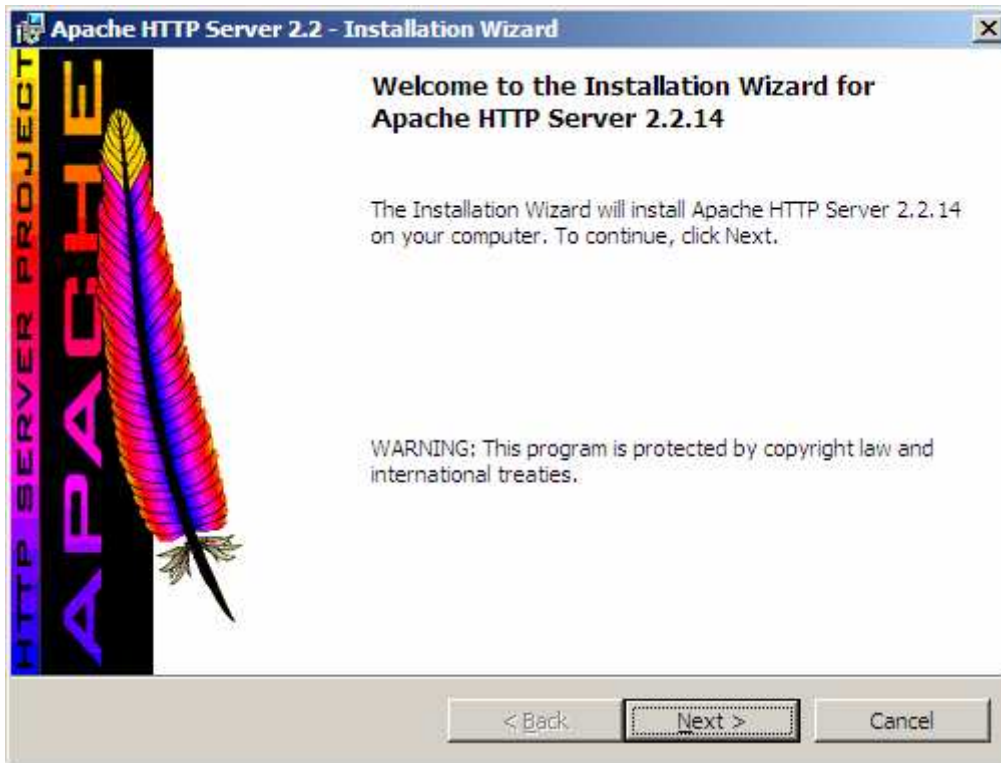 Apache HTTP Server 2.2 - Installation Wizard
HTTP SERVER PROJECT
APACHE
Welcome to the Installation Wizard for
Apache HTTP Server 2.2.14
The Installation Wizard will install Apache HTTP Server 2.2.14
on your computer. To continue, click Next.
WARNING: This program is protected by copyright law and
international treaties.
< Back
Next >
Cancel